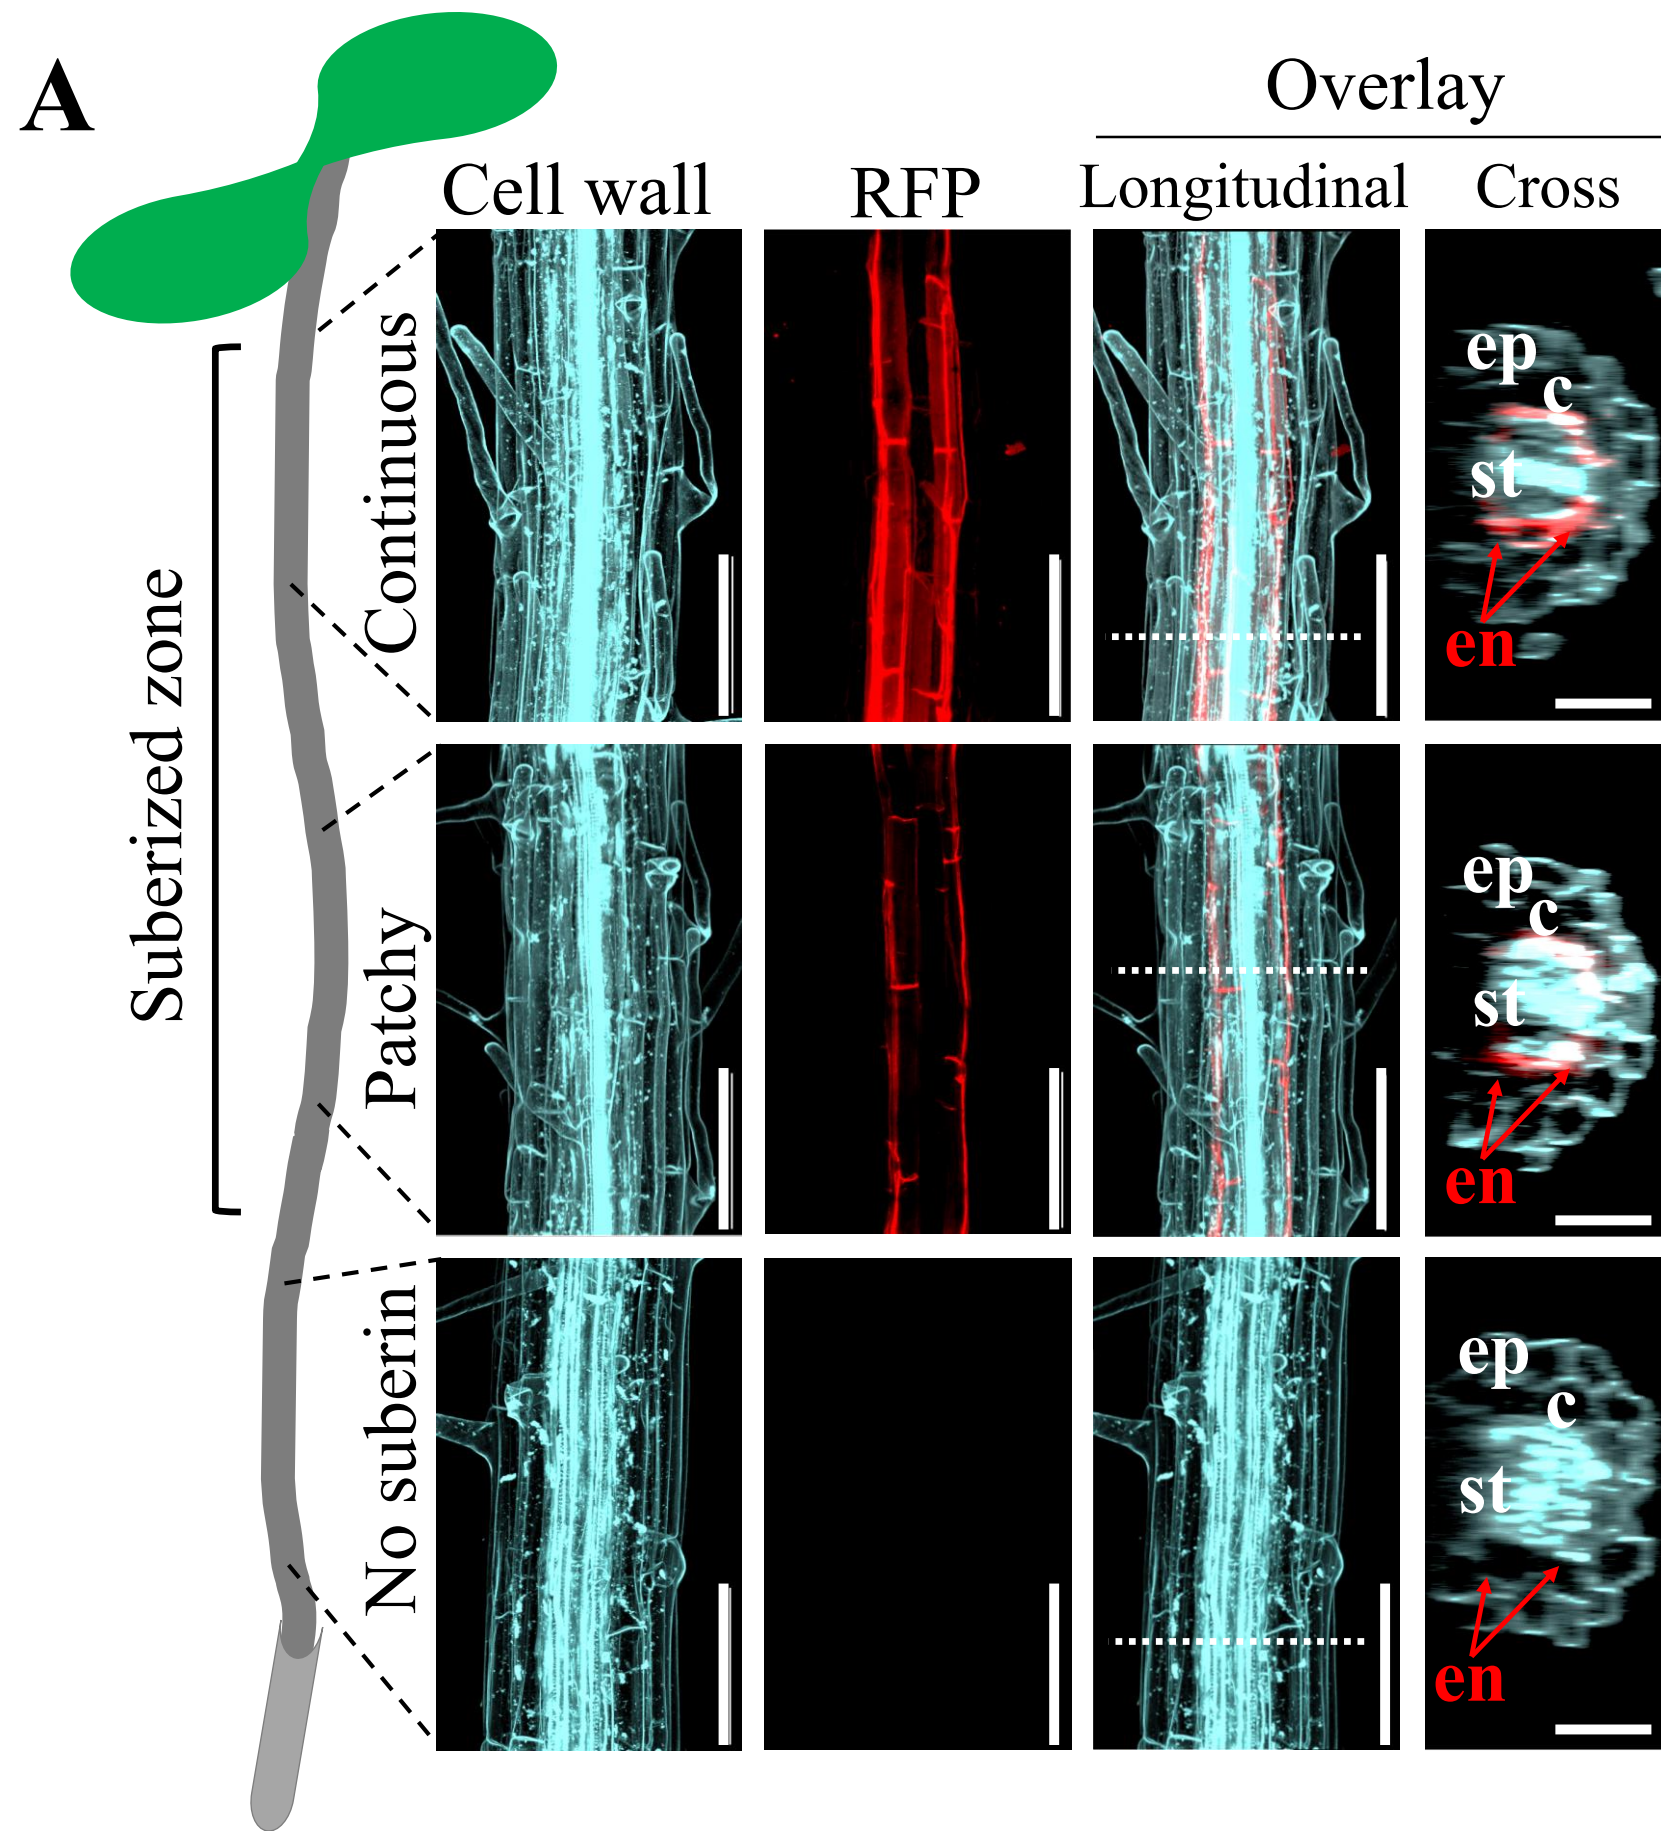 A
Overlay
Cell wall
RFP
Longitudinal
Cross
Suberized zone
Continuous
ep
c
st
en
Patchy
ep
c
st
en
No suberin
ep
c
st
en